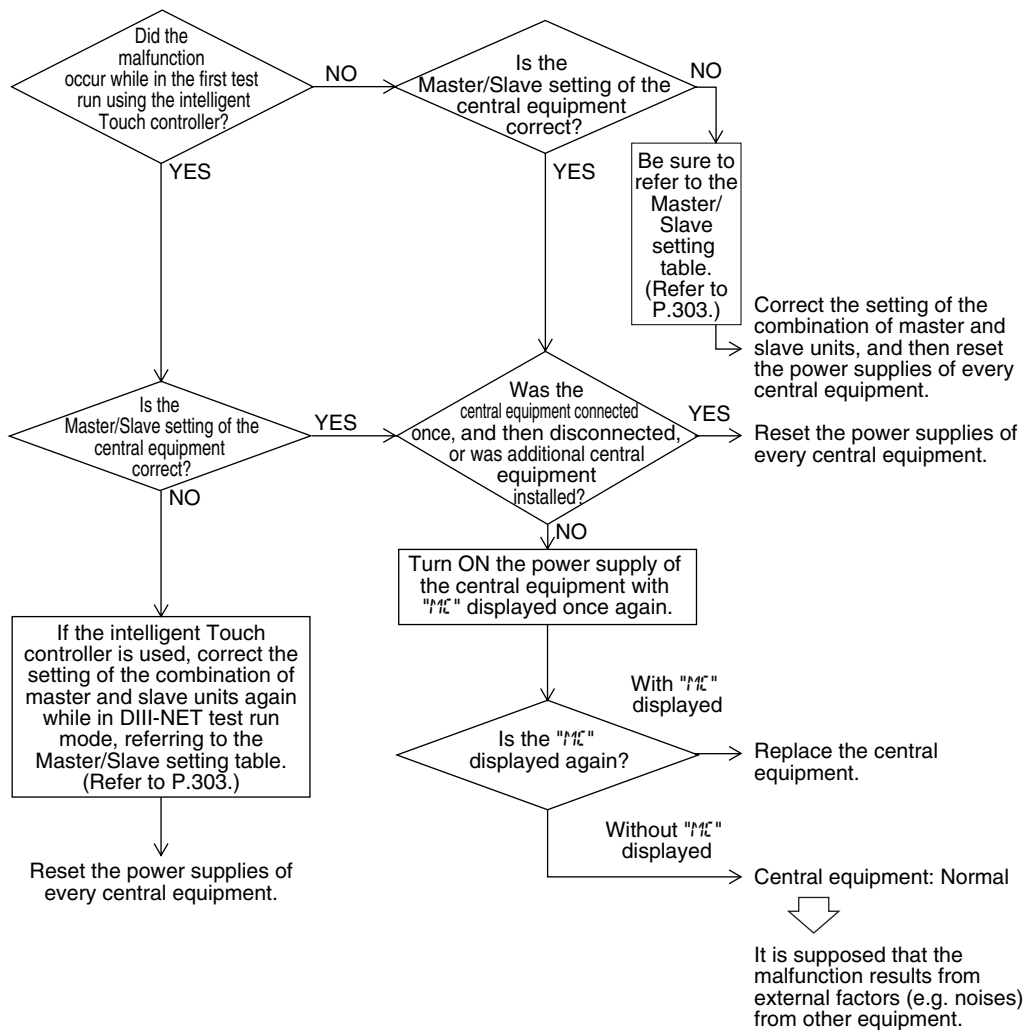 Did the
malfunction
occur while in the first test
run using the intelligent
Touch controller?
NO
YES
Is the
Master/Slave setting of the
central equipment
correct?
NO
YES
Be sure to
refer to the
Master/
Slave
setting
table.
(Refer to
P.303.)
Correct the setting of the
combination of master and
slave units, and then reset
the power supplies of every
central equipment.
Is the
Master/Slave setting of the
central equipment
correct?
YES
NO
Was the
central equipment connected
once, and then disconnected,
or was additional central
equipment
installed?
YES
Reset the power supplies of
every central equipment.
NO
Turn ON the power supply of
the central equipment with
"MC" displayed once again.
If the intelligent Touch
controller is used, correct the
setting of the combination of
master and slave units again
while in DIII-NET test run
mode, referring to the
Master/Slave setting table.
(Refer to P.303.)
Reset the power supplies of
every central equipment.
Is the "MC"
displayed again?
With "MC"
displayed
Replace the central
equipment.
Without "MC"
displayed
Central equipment: Normal
It is supposed that the
malfunction results from
external factors (e.g. noises)
from other equipment.